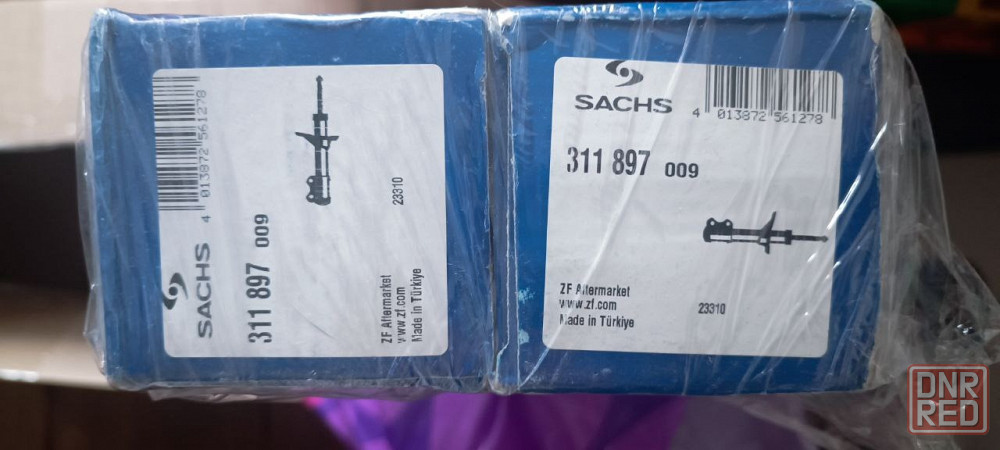 4 013872 561278
SACHS
311 897 009
23310
ZF Aftermarket
www.zf.com
Made in Türkiye
SACHS
4 013872 561278
311 897 009
ZF Aftermarket
www.zf.com
Made in Türkiye
23310
DNR
RED